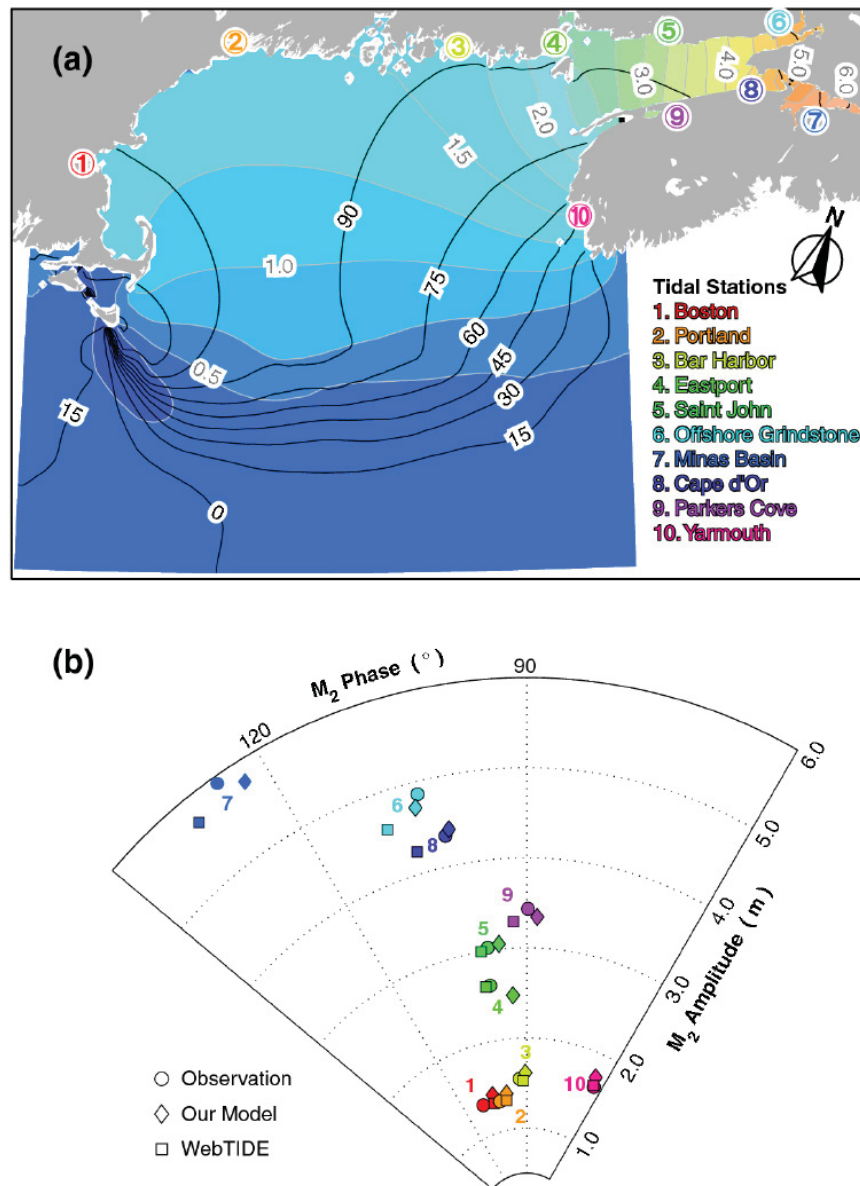 (a)
② ③ ④ ⑤ ⑥
3.0 4.0 5.0 6.0
2.0 ⑨ ⑧ ⑦
① 1.5
90 ⑩
1.0 75 N
60
0.5 45
15 30
15
0
Tidal Stations
1. Boston
2. Portland
3. Bar Harbor
4. Eastport
5. Saint John
6. Offshore Grindstone
7. Minas Basin
8. Cape d'Or
9. Parkers Cove
10. Yarmouth
(b)
M2 Phase (°)
90
120
6.0
5.0
4.0
3.0
2.0
1.0
M2 Amplitude (m)
7
6
8
9
5
4
3
1
10
2
Observation
Our Model
WebTIDE